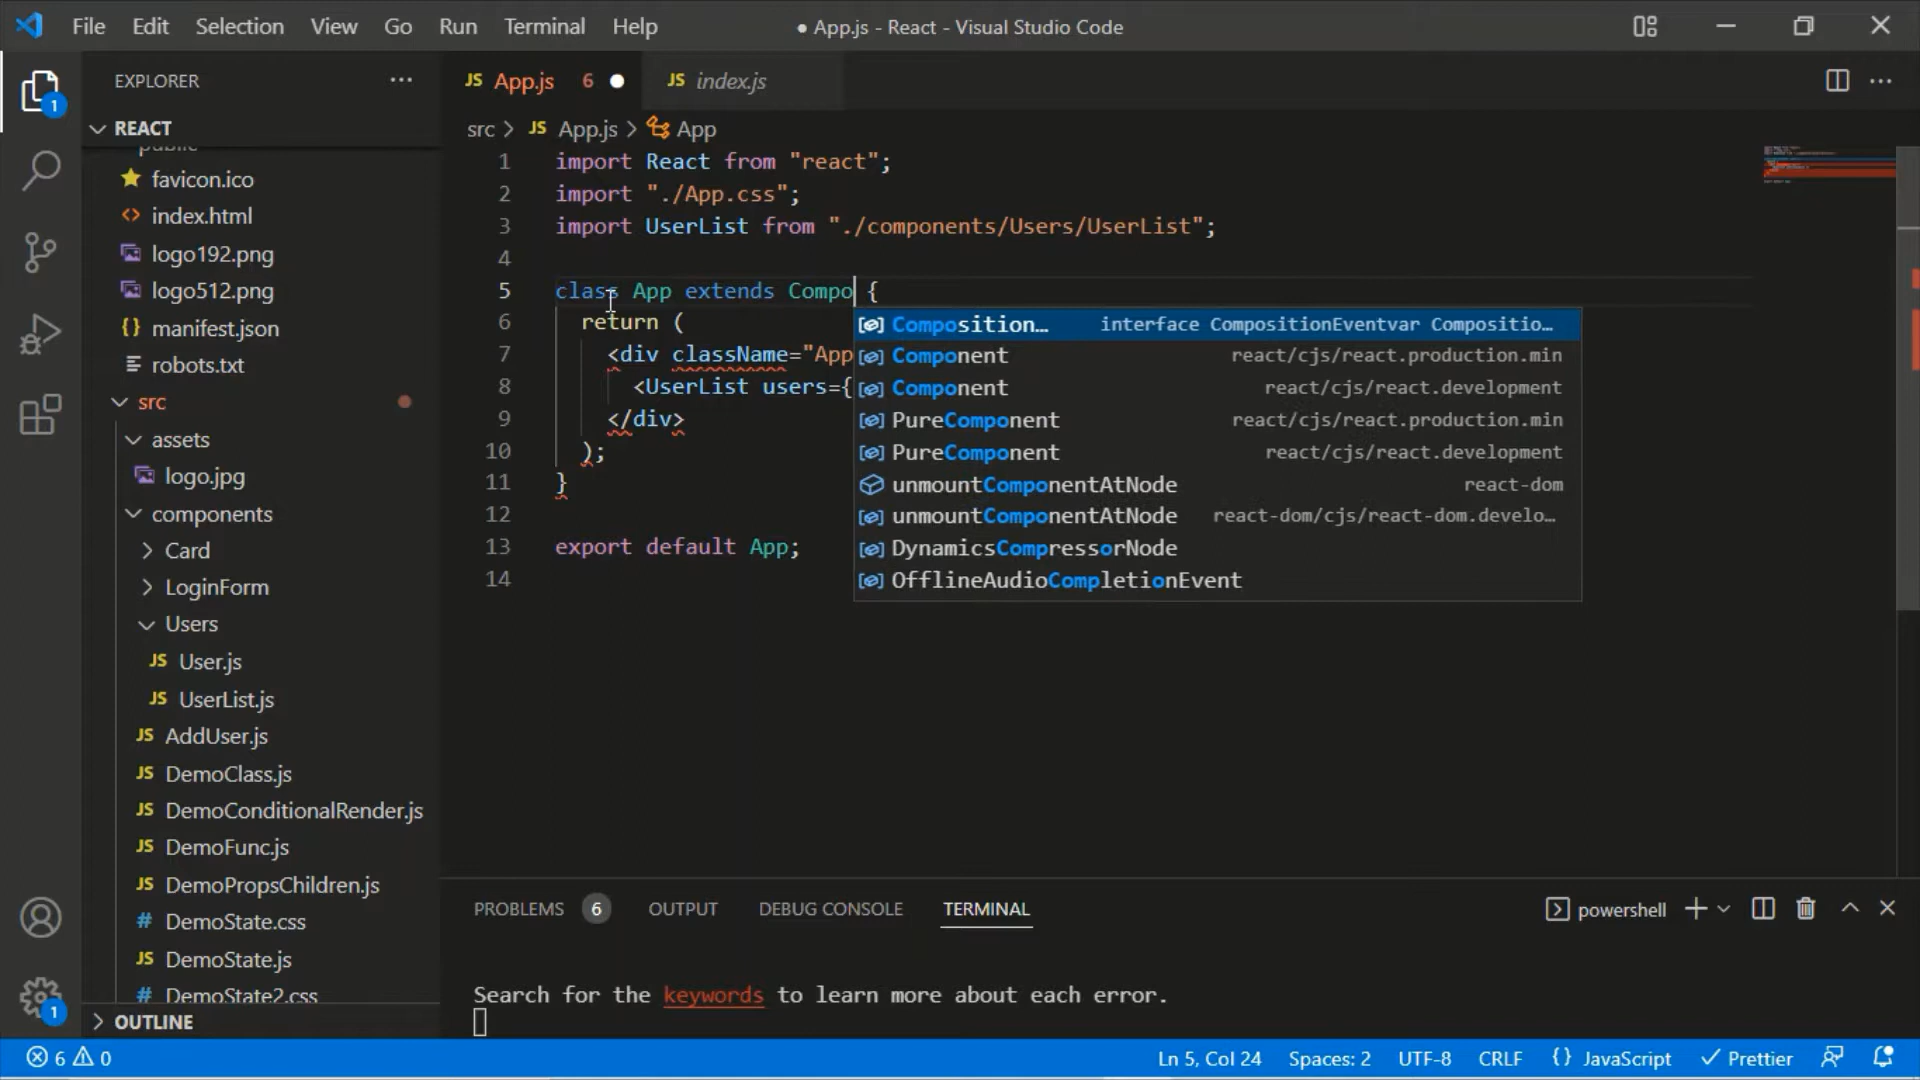 File Edit Selection View Go Run Terminal Help ● App.js - React - Visual Studio Code
EXPLORER ...
REACT
public
favicon.ico
index.html
logo192.png
logo512.png
manifest.json
robots.txt
src
assets
logo.jpg
components
Card
LoginForm
Users
User.js
UserList.js
AddUser.js
DemoClass.js
DemoConditionalRender.js
DemoFunc.js
DemoPropsChildren.js
DemoState.css
DemoState.js
DemoState2.css
OUTLINE
1
1
JS App.js 6 ●
JS index.js
src > JS App.js > App
1 import React from "react";
2 import "./App.css";
3 import UserList from "./components/Users/UserList";
4
5 class App extends Compo {
6 return (
7 <div className="App
8 <UserList users={
9 </div>
10 );
11 }
12
13 export default App;
14
Composition… interface CompositionEventvar Compositio…
Component react/cjs/react.production.min
Component react/cjs/react.development
PureComponent react/cjs/react.production.min
PureComponent react/cjs/react.development
unmountComponentAtNode react-dom
unmountComponentAtNode react-dom/cjs/react-dom.develo…
DynamicsCompressorNode
OfflineAudioCompletionEvent
PROBLEMS 6 OUTPUT DEBUG CONSOLE TERMINAL powershell
Search for the keywords to learn more about each error.
6 0 Ln 5, Col 24 Spaces: 2 UTF-8 CRLF {} JavaScript Prettier